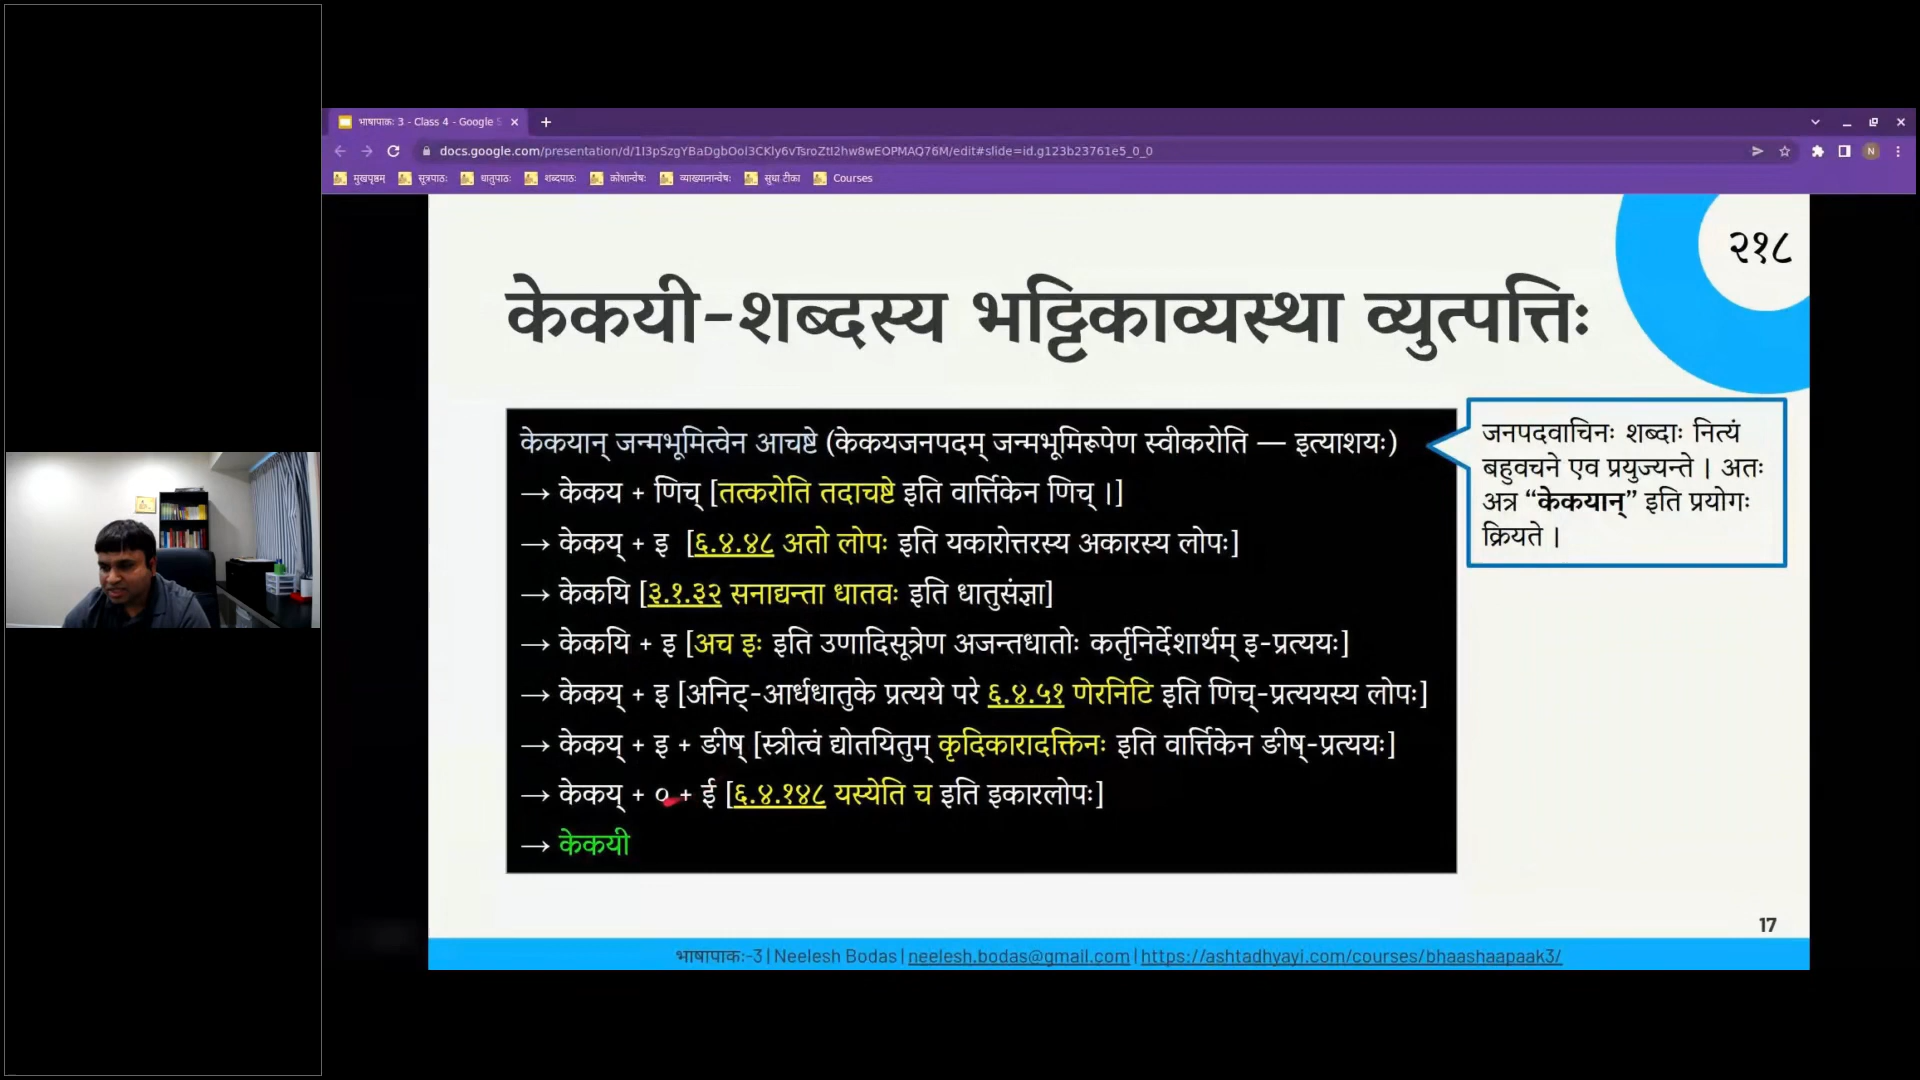 भाषापाकः 3 - Class 4 - Google S
docs.google.com/presentation/d/1I3pSzgYBaDgbOol3CKly6vTsroZtI2hw8wEOPMAQ76M/edit#slide=id.g123b23761e5_0_0
N
मुखपृष्ठम् सूत्रपाठः धातुपाठः शब्दपाठः कोशान्वेषः व्याख्यानान्वेषः सुधा टीका Courses
२१८
केकयी-शब्दस्य भट्टिकाव्यस्था व्युत्पत्तिः
केकयान् जन्मभूमित्वेन आचष्टे (केकयजनपदम् जन्मभूमिरूपेण स्वीकरोति — इत्याशयः)
→ केकय + णिच् [तत्करोति तदाचष्टे इति वार्त्तिकेन णिच् ।]
→ केकय् + इ [६.४.४८ अतो लोपः इति यकारोत्तरस्य अकारस्य लोपः]
→ केकयि [३.१.३२ सनाद्यन्ता धातवः इति धातुसंज्ञा]
→ केकयि + इ [अच इः इति उणादिसूत्रेण अजन्तधातोः कर्तृनिर्देशार्थम् इ-प्रत्ययः]
→ केकय् + इ [अनिट्-आर्धधातुके प्रत्यये परे ६.४.५१ णेरनिटि इति णिच्-प्रत्ययस्य लोपः]
→ केकय् + इ + ङीष् [स्त्रीत्वं द्योतयितुम् कृदिकारादक्तिनः इति वार्त्तिकेन ङीष्-प्रत्ययः]
→ केकय् + ० + ई [६.४.१४८ यस्येति च इति इकारलोपः]
→ केकयी
जनपदवाचिनः शब्दाः नित्यं
बहुवचने एव प्रयुज्यन्ते । अतः
अत्र “केकयान्” इति प्रयोगः
क्रियते ।
17
भाषापाकः-3 | Neelesh Bodas | neelesh.bodas@gmail.com | https://ashtadhyayi.com/courses/bhaashaapaak3/